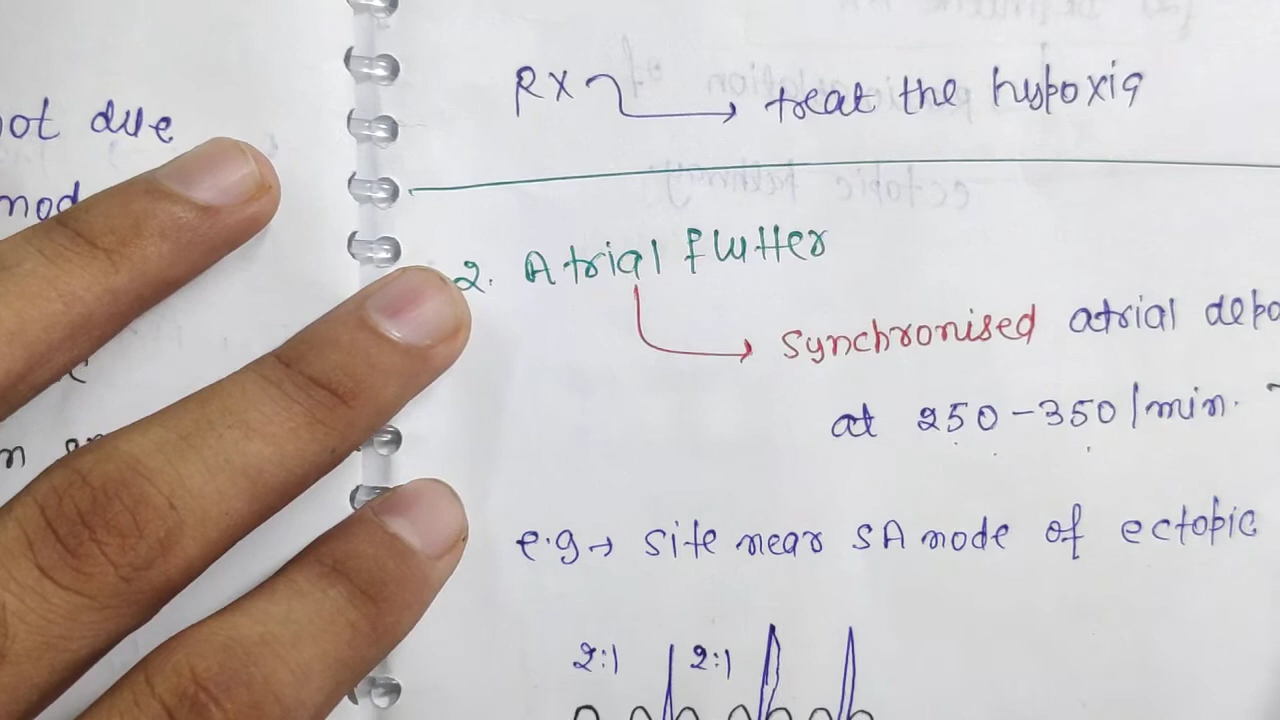 ot due
mod
RX → treat the hypoxia
2. Atrial flutter
→ Synchronised atrial depo
at 250-350/min.
e.g → site near SA node of ectopic
2:1 2:1